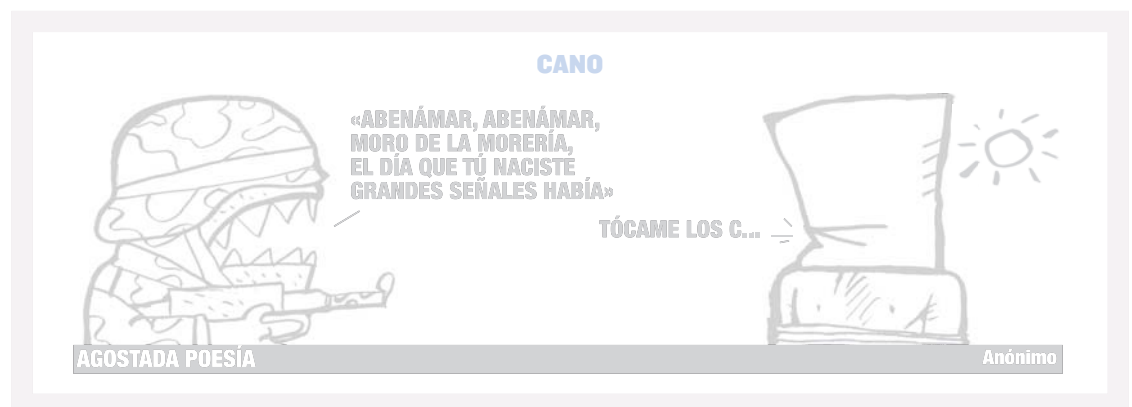 CANO
«ABENÁMAR, ABENÁMAR,
MORO DE LA MORERÍA,
EL DÍA QUE TÚ NACISTE
GRANDES SEÑALES HABÍA»
TÓCAME LOS C...
AGOSTADA POESÍA
Anónimo